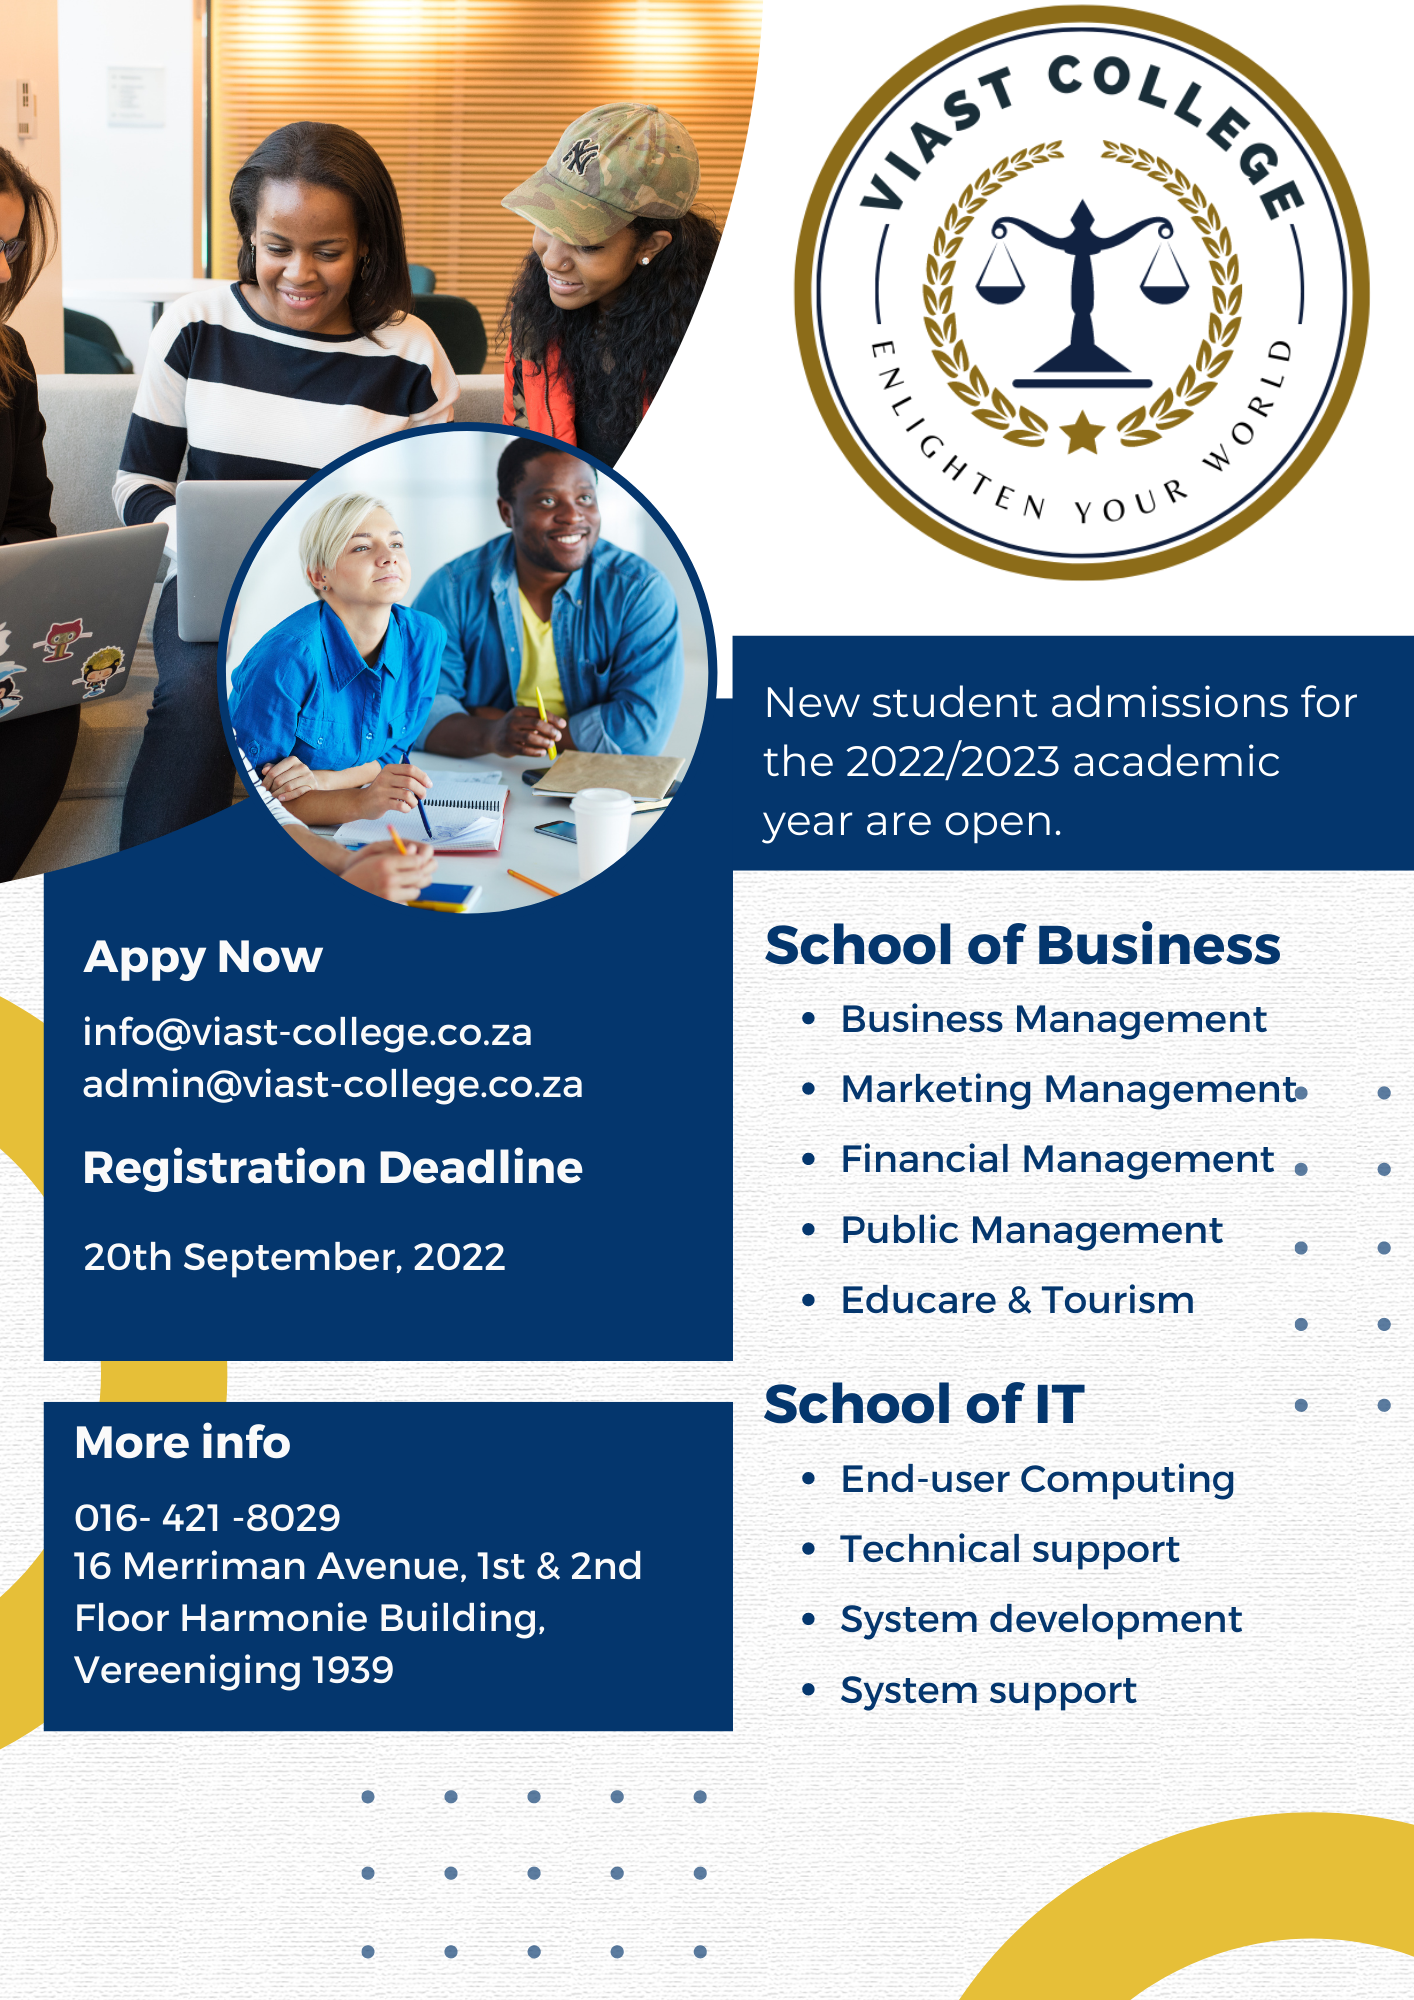 VIAST COLLEGE
ENLIGHTEN YOUR WORLD
NY
New student admissions for
the 2022/2023 academic
year are open.
Appy Now
info@viast-college.co.za
admin@viast-college.co.za
Registration Deadline
20th September, 2022
More info
016- 421 -8029
16 Merriman Avenue, 1st & 2nd
Floor Harmonie Building,
Vereeniging 1939
School of Business
• Business Management
• Marketing Management
• Financial Management
• Public Management
• Educare & Tourism
School of IT
• End-user Computing
• Technical support
• System development
• System support